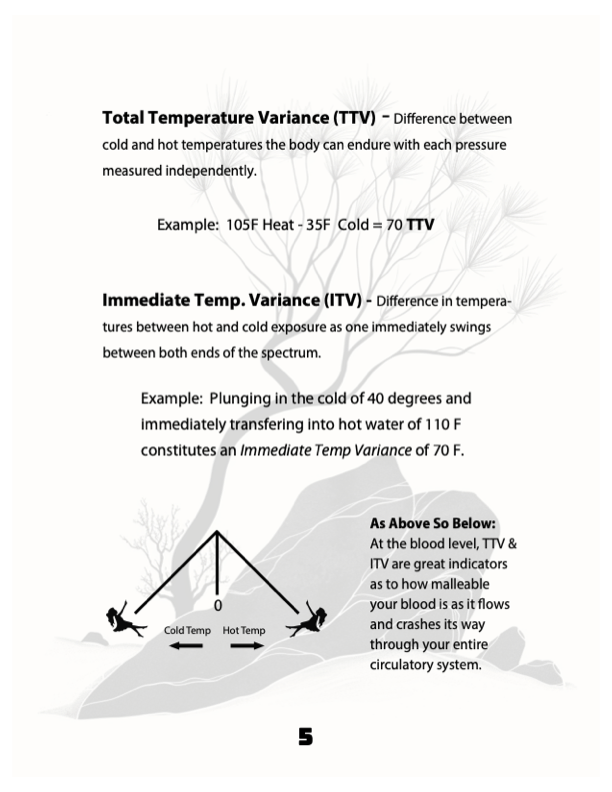 Total Temperature Variance (TTV) - Difference between
cold and hot temperatures the body can endure with each pressure
measured independently.
Example: 105F Heat - 35F Cold = 70 TTV
Immediate Temp. Variance (ITV) - Difference in tempera-
tures between hot and cold exposure as one immediately swings
between both ends of the spectrum.
Example: Plunging in the cold of 40 degrees and
immediately transfering into hot water of 110 F
constitutes an Immediate Temp Variance of 70 F.
As Above So Below:
At the blood level, TTV &
ITV are great indicators
as to how malleable
your blood is as it flows
and crashes its way
through your entire
circulatory system.
0
Cold Temp Hot Temp
5